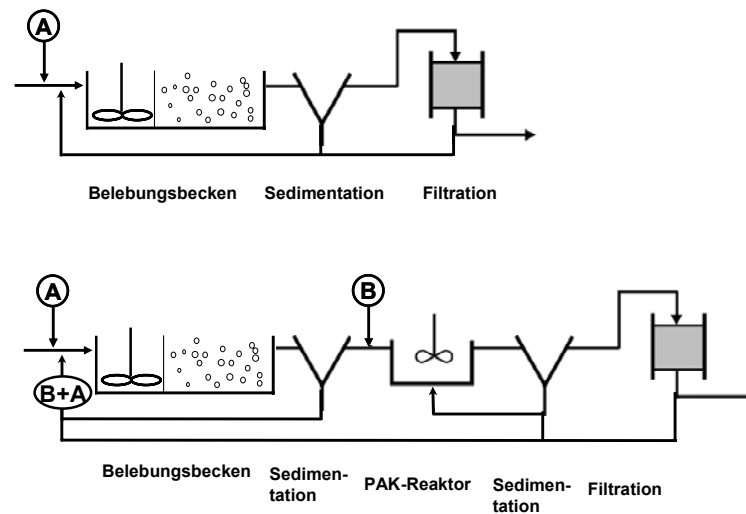 A
Belebungsbecken Sedimentation Filtration
A B
B+A
Belebungsbecken Sedimen-
tation PAK-Reaktor Sedimen-
tation Filtration